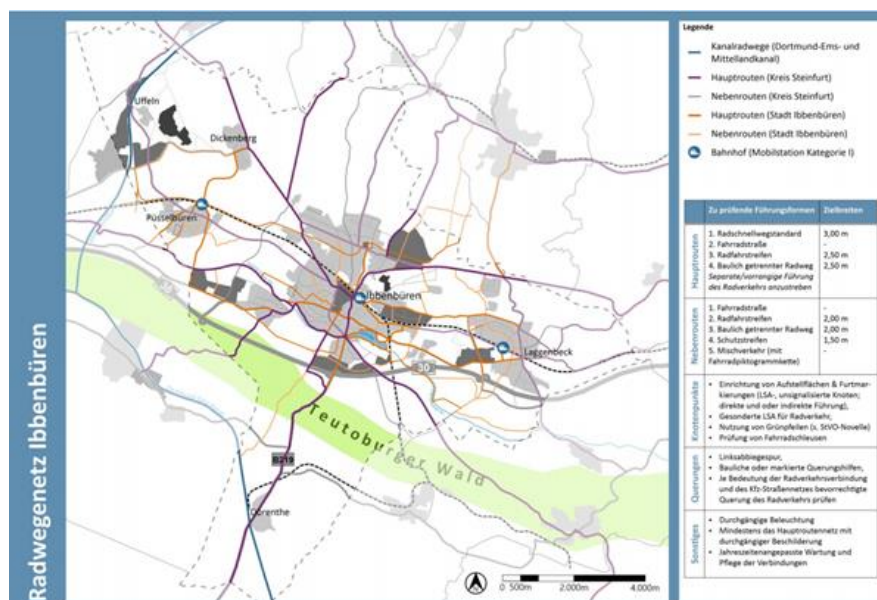 Radwegenetz Ibbenbüren
Uffeln
Dickenberg
Püsselbüren
Ibbenbüren
Laggenbeck
30
Teutoburger Wald
B219
Dörenthe
0 500m 2.000m 4.000m
Legende
Kanalradwege (Dortmund-Ems- und
Mittellandkanal)
Hauptrouten (Kreis Steinfurt)
Nebenrouten (Kreis Steinfurt)
Hauptrouten (Stadt Ibbenbüren)
Nebenrouten (Stadt Ibbenbüren)
Bahnhof (Mobilstation Kategorie I)
Zu prüfende Führungsformen Zielbreiten
Hauptrouten
1. Radschnellwegstandard 3,00 m
2. Fahrradstraße -
3. Radfahrstreifen 2,50 m
4. Baulich getrennter Radweg 2,50 m
Separate/vorrangige Führung
des Radverkehrs anzustreben
Nebenrouten
1. Fahrradstraße -
2. Radfahrstreifen 2,00 m
3. Baulich getrennter Radweg 2,00 m
4. Schutzstreifen 1,50 m
5. Mischverkehr (mit -
Fahrradpiktogrammkette)
Knotenpunkte
• Einrichtung von Aufstellflächen & Furtmar-
kierungen (LSA-, unsignalisierte Knoten;
direkte und oder indirekte Führung),
• Gesonderte LSA für Radverkehr,
• Nutzung von Grünpfeilen (s. StVO-Novelle)
• Prüfung von Fahrradschleusen
Querungen
• Linksabbiegespur,
• Bauliche oder markierte Querungshilfen,
• Je Bedeutung der Radverkehrsverbindung
und des Kfz-Straßennetzes bevorrechtigte
Querung des Radverkehrs prüfen
Sonstiges
• Durchgängige Beleuchtung
• Mindestens das Hauptroutennetz mit
durchgängiger Beschilderung
• Jahreszeitenangepasste Wartung und
Pflege der Verbindungen